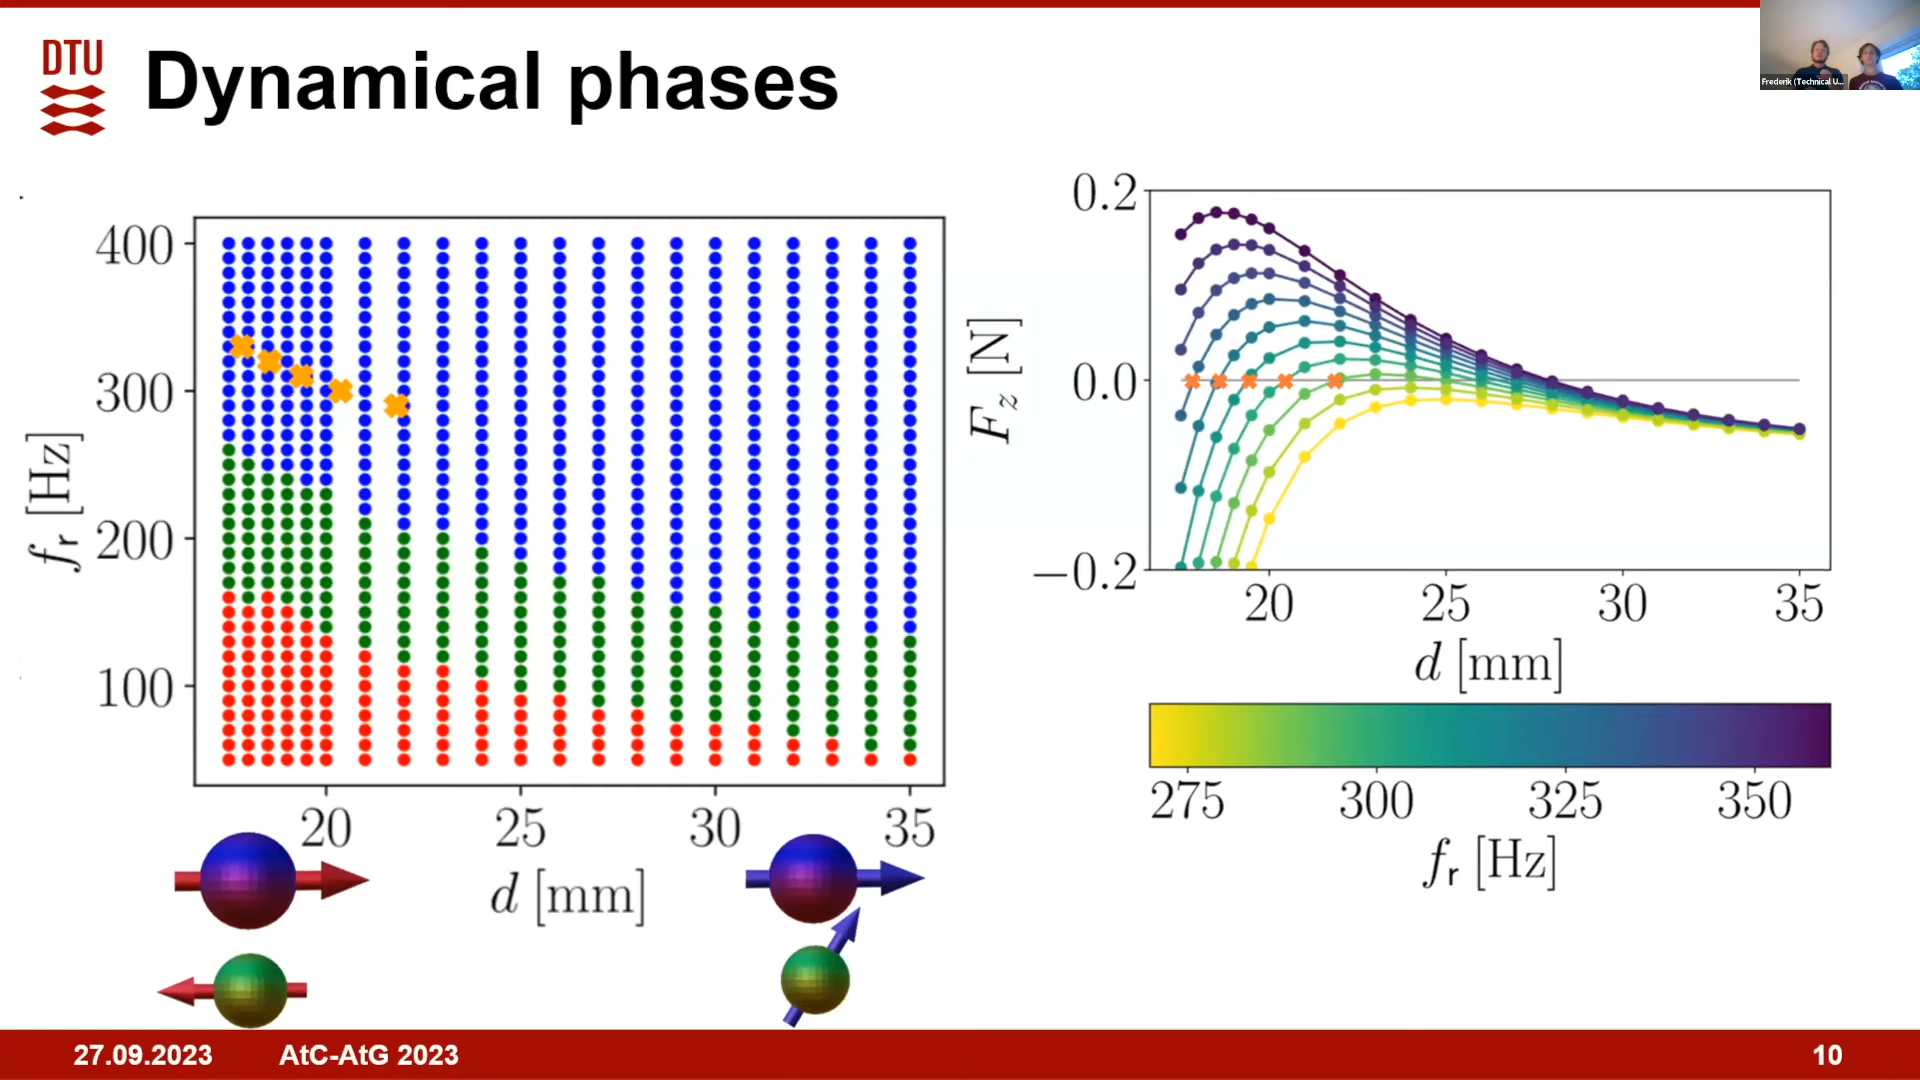 DTU
Dynamical phases
Frederik (Technical U...
400
300
200
100
f_r [Hz]
20
25
30
35
d [mm]
0.2
0.0
−0.2
F_z [N]
20
25
30
35
d [mm]
275
300
325
350
f_r [Hz]
27.09.2023
AtC-AtG 2023
10